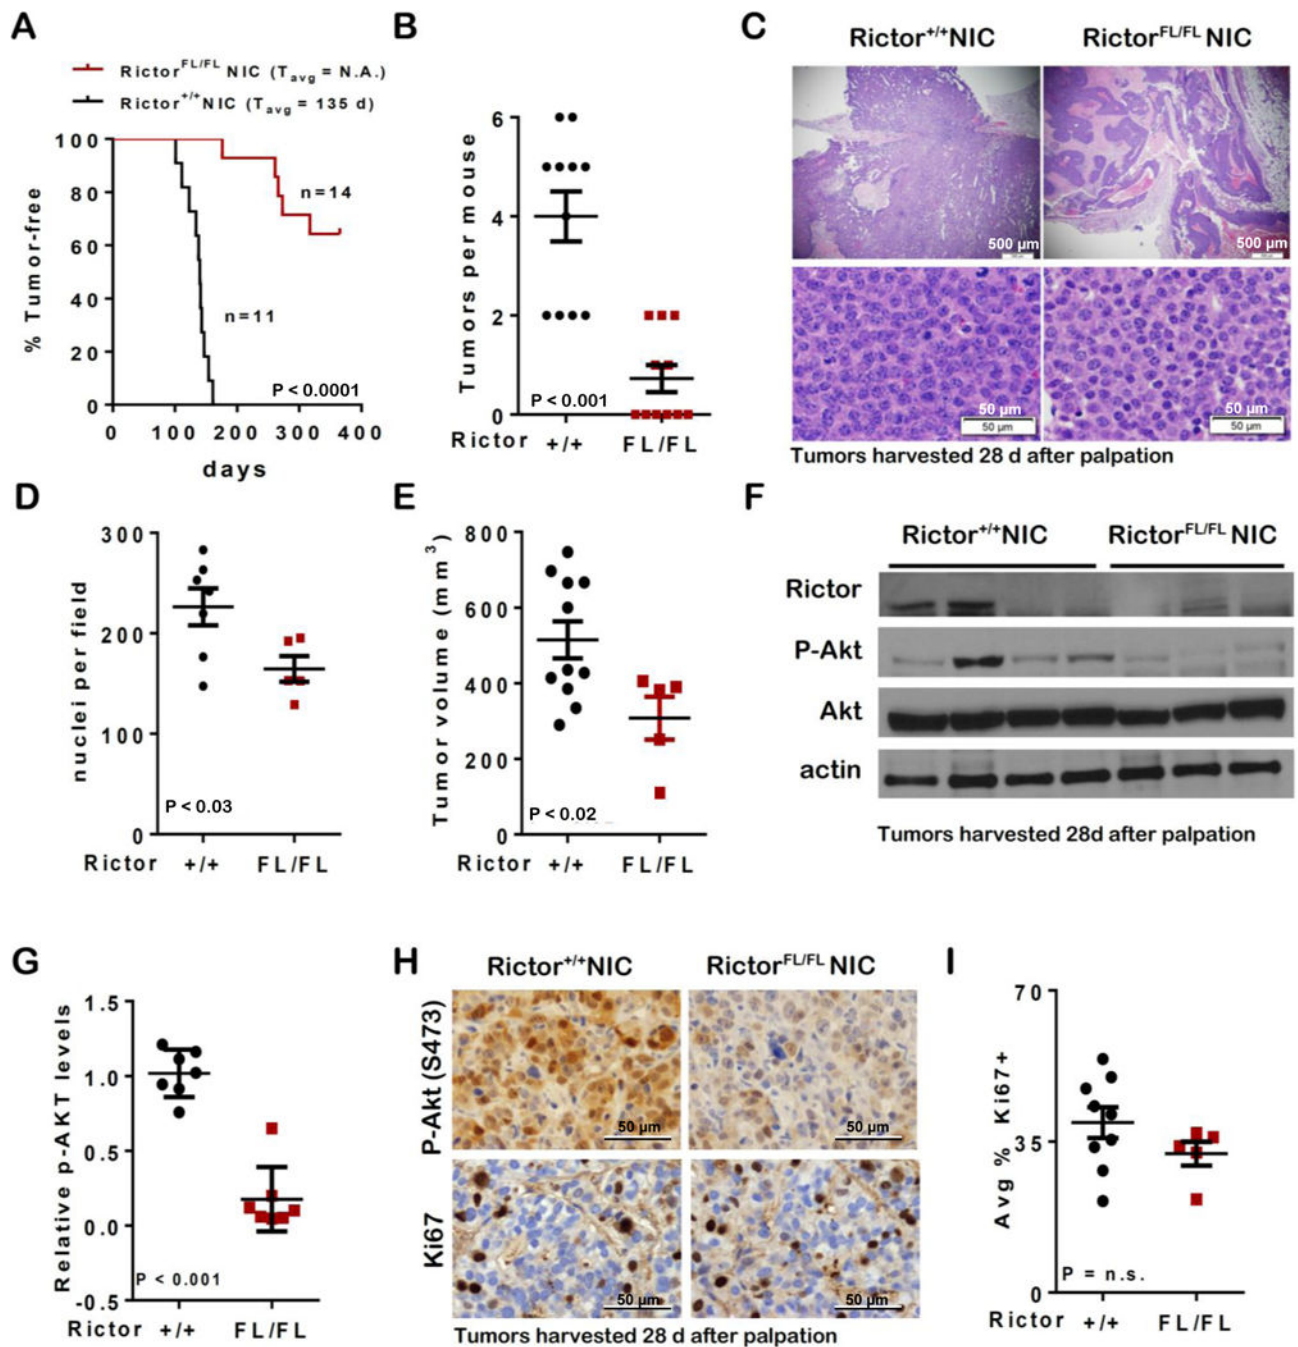 A
Rictor^FL/FL NIC (T_avg = N.A.)
Rictor^+/+ NIC (T_avg = 135 d)
% Tumor-free
100
80
60
40
20
0
n=14
n=11
P < 0.0001
0 100 200 300 400
days
B
Tumors per mouse
6
4
2
0
P < 0.001
Rictor +/+ FL/FL
C
Rictor^+/+NIC Rictor^FL/FL NIC
500 µm 500 µm
50 µm 50 µm
50 µm 50 µm
Tumors harvested 28 d after palpation
D
nuclei per field
300
200
100
0
P < 0.03
Rictor +/+ FL/FL
E
Tumor volume (mm^3)
800
600
400
200
0
P < 0.02
Rictor +/+ FL/FL
F
Rictor^+/+NIC Rictor^FL/FL NIC
Rictor
P-Akt
Akt
actin
Tumors harvested 28d after palpation
G
Relative p-AKT levels
1.5
1.0
0.5
0.0
-0.5
P < 0.001
Rictor +/+ FL/FL
H
Rictor^+/+NIC Rictor^FL/FL NIC
P-Akt (S473)
50 µm 50 µm
Ki67
50 µm 50 µm
Tumors harvested 28 d after palpation
I
Avg % Ki67+
70
35
0
P = n.s.
Rictor +/+ FL/FL